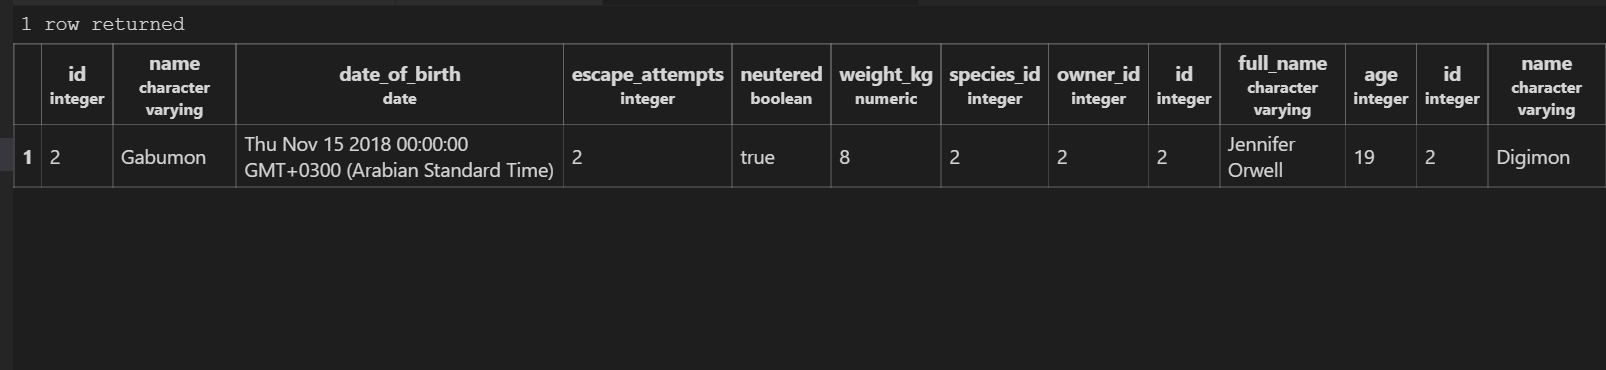 1 row returned
id integer name character varying date_of_birth date escape_attempts integer neutered boolean weight_kg numeric species_id integer owner_id integer id integer full_name character varying age integer id integer name character varying
1 2 Gabumon Thu Nov 15 2018 00:00:00 GMT+0300 (Arabian Standard Time) 2 true 8 2 2 2 Jennifer Orwell 19 2 Digimon